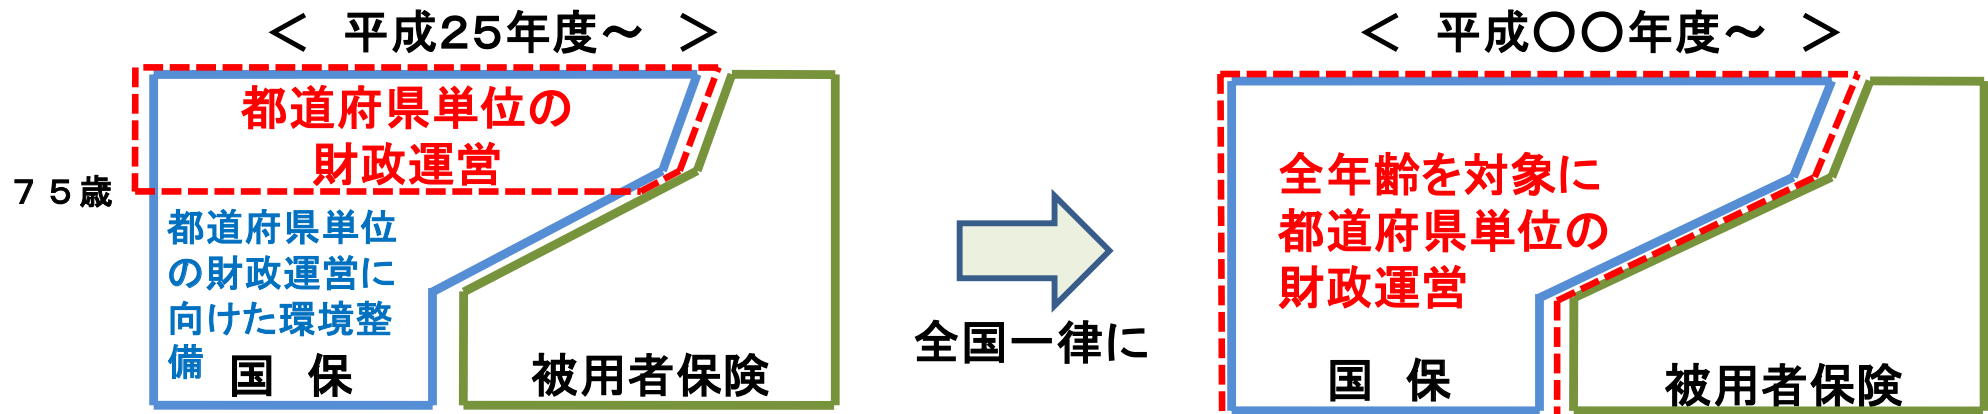 ＜ 平成２５年度～ ＞
都道府県単位の
財政運営
７５歳
都道府県単位
の財政運営に
向けた環境整
備
国 保
被用者保険
全国一律に
＜ 平成〇〇年度～ ＞
全年齢を対象に
都道府県単位の
財政運営
国 保
被用者保険